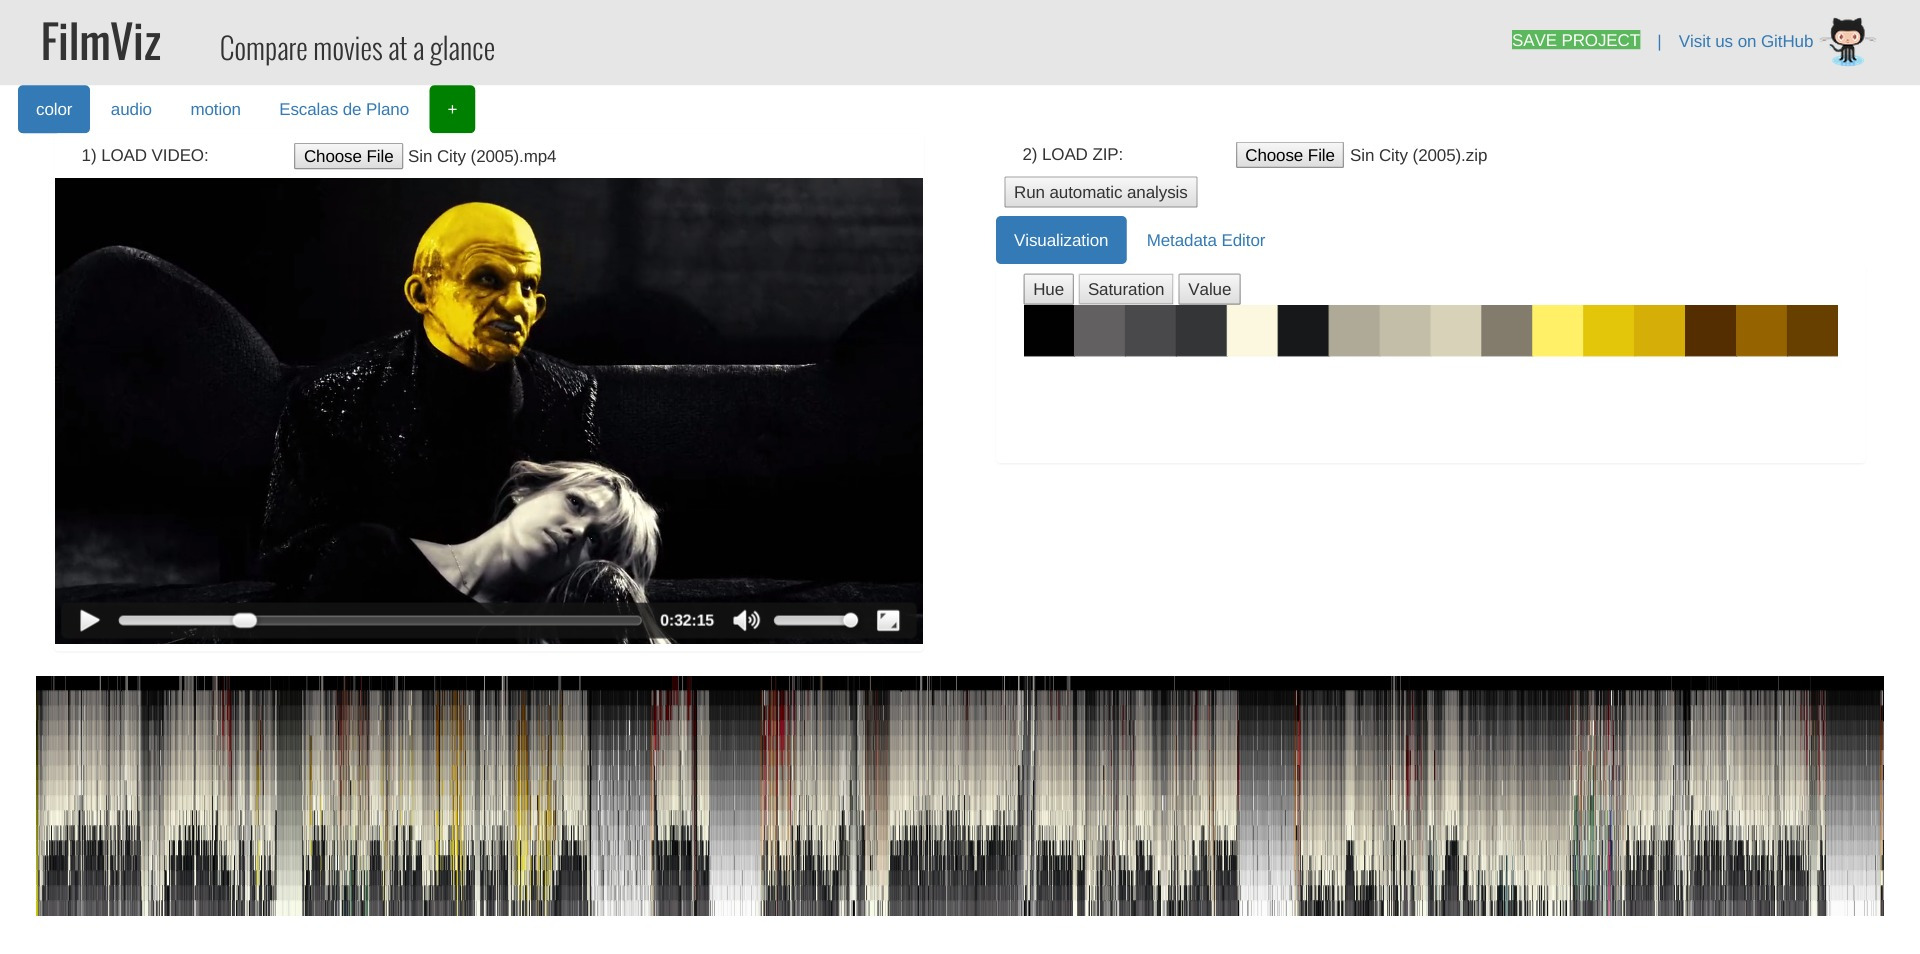 FilmViz Compare movies at a glance SAVE PROJECT | Visit us on GitHub
color audio motion Escalas de Plano +
1) LOAD VIDEO: Choose File Sin City (2005).mp4
2) LOAD ZIP: Choose File Sin City (2005).zip
Run automatic analysis
Visualization Metadata Editor
Hue Saturation Value
0:32:15